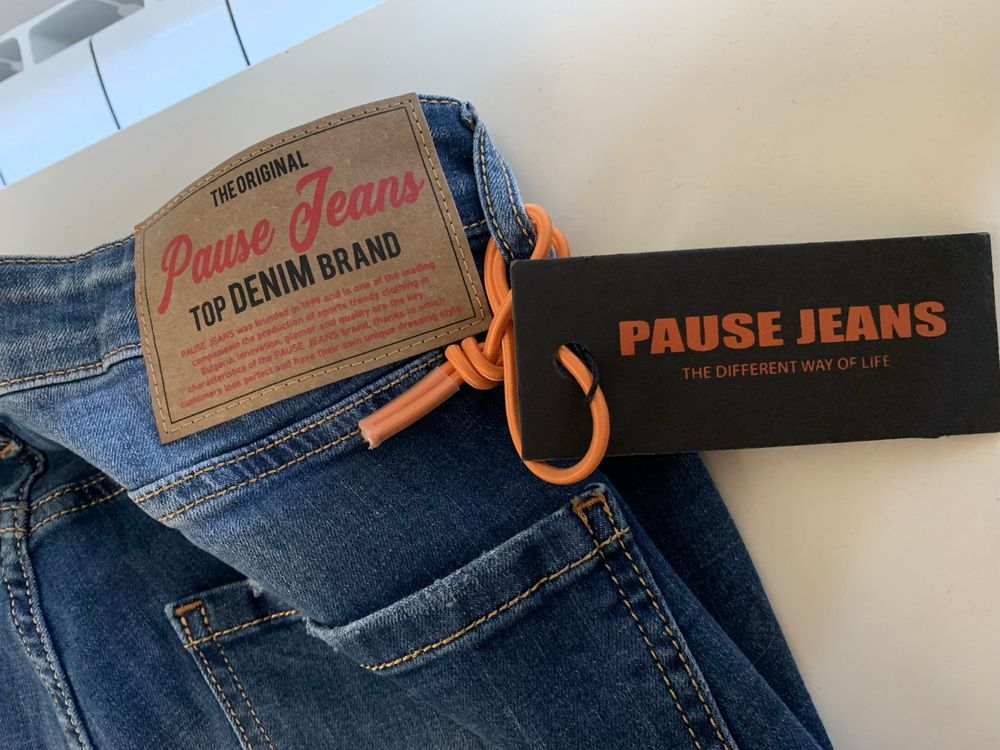 THE ORIGINAL
Pause Jeans
TOP DENIM BRAND
PAUSE JEANS was founded in 1999 and is one of the leading
companies in the production of sports trendy clothing in
Bulgaria. Innovation, glamor and quality are the key
characteristics of the PAUSE JEANS brand, thanks to which
customers look perfect and have their own unique dressing style.
PAUSE JEANS
THE DIFFERENT WAY OF LIFE